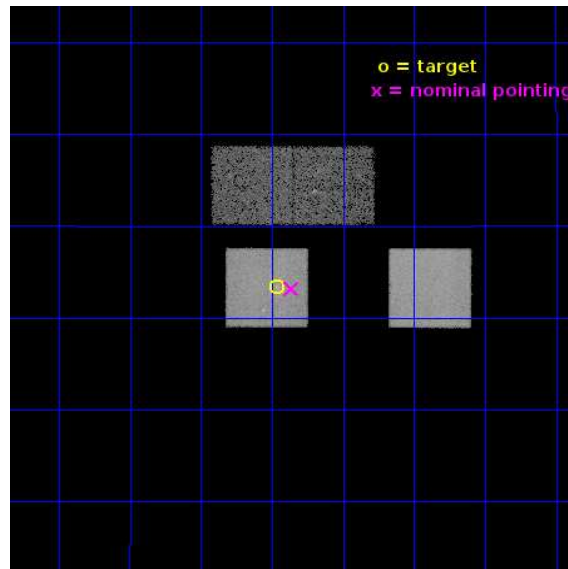 o = target
x = nominal pointing